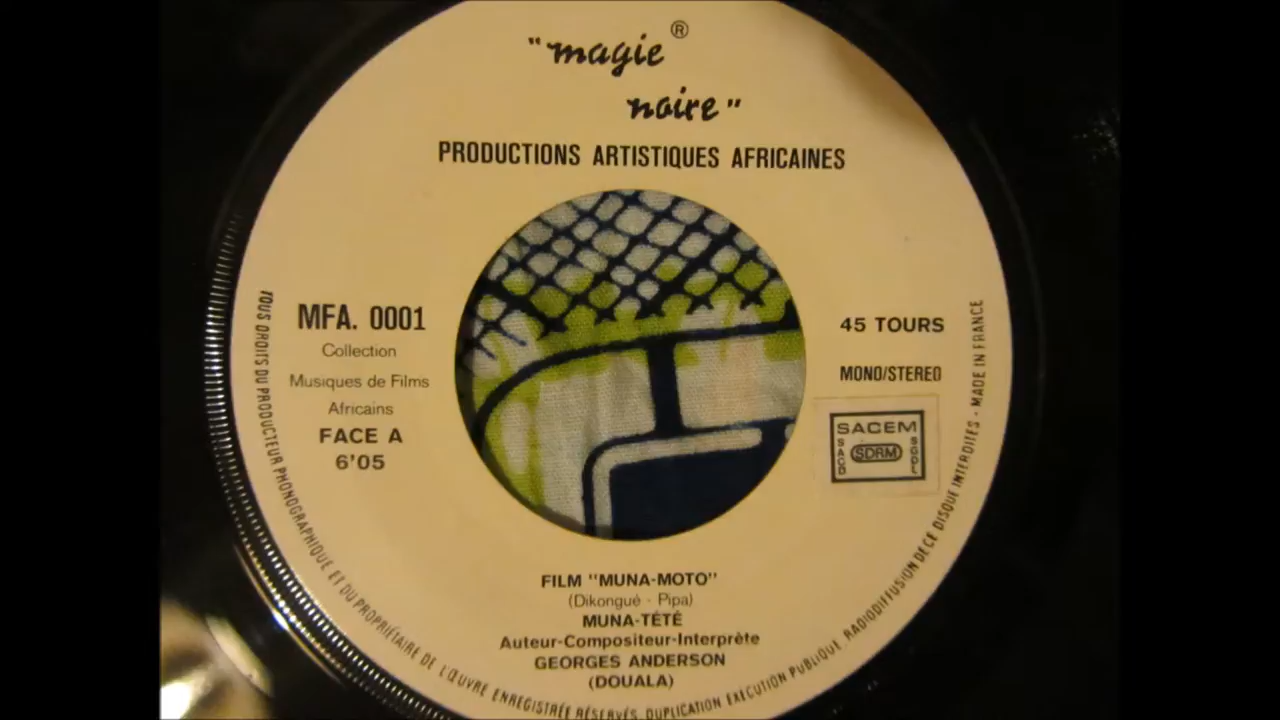 "magie ®
noire"
PRODUCTIONS ARTISTIQUES AFRICAINES
MFA. 0001
Collection
Musiques de Films
Africains
FACE A
6'05
45 TOURS
MONO/STEREO
SACEM
SACD
SDRM
SGDL
FILM "MUNA-MOTO"
(Dikongué - Pipa)
MUNA-TÉTÉ
Auteur-Compositeur-Interprète
GEORGES ANDERSON
(DOUALA)
TOUS DROITS DU PRODUCTEUR PHONOGRAPHIQUE ET DU PROPRIÉTAIRE DE L'ŒUVRE ENREGISTRÉE RÉSERVÉS. DUPLICATION EXECUTION PUBLIQUE, RADIODIFFUSION DE CE DISQUE INTERDITES - MADE IN FRANCE